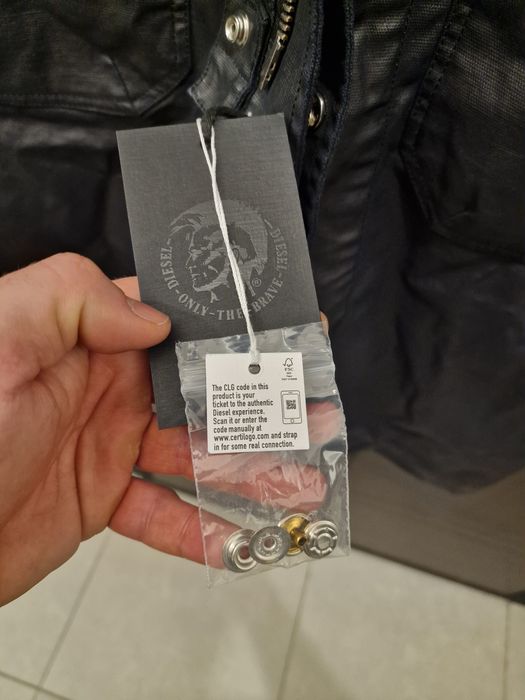 DIESEL
ONLY-THE-BRAVE
DIESEL
®
The CLG code in this
product is your
ticket to the authentic
Diesel experience.
Scan it or enter the
code manually at
www.certilogo.com and strap
in for some real connection.
FSC